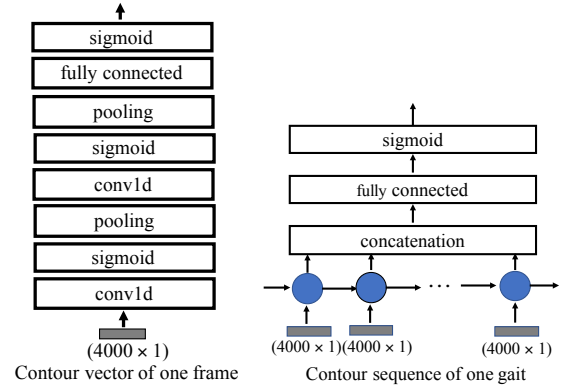 sigmoid
fully connected
pooling
sigmoid
conv1d
pooling
sigmoid
conv1d
(4000 × 1)
Contour vector of one frame
sigmoid
fully connected
concatenation
...
(4000 × 1)(4000 × 1) (4000 × 1)
Contour sequence of one gait